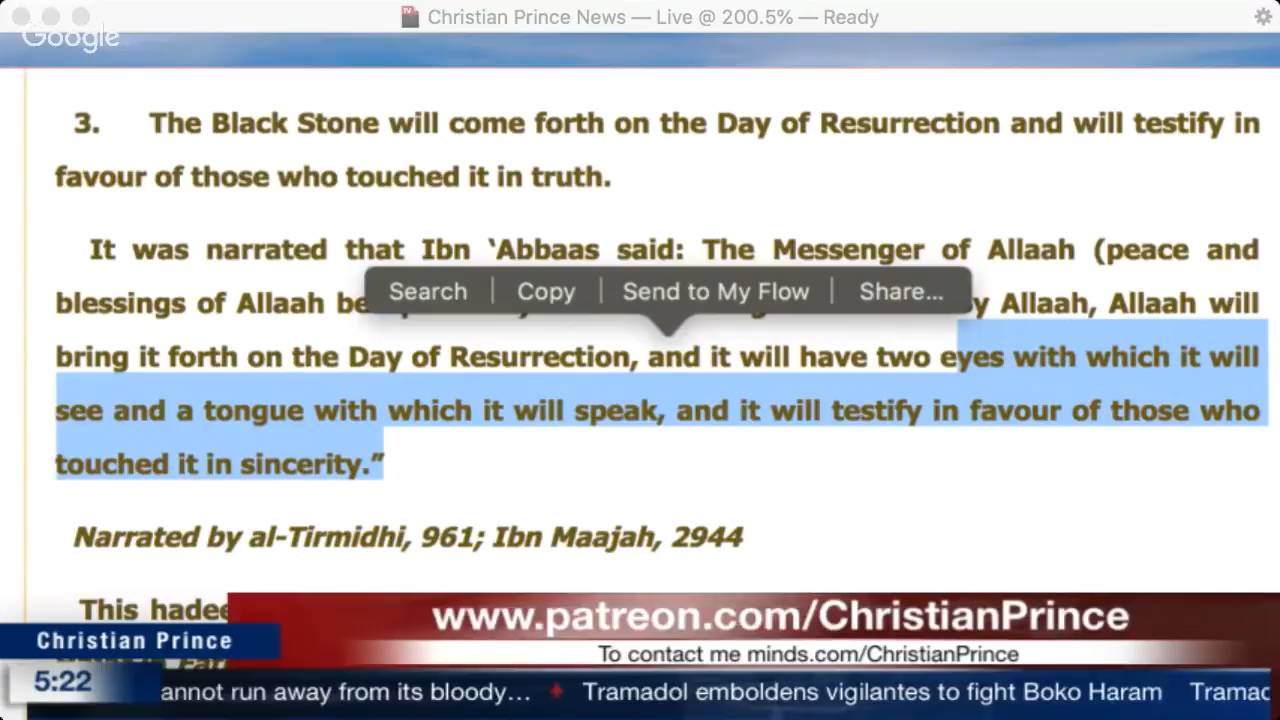 Christian Prince News — Live @ 200.5% — Ready
Google
3. The Black Stone will come forth on the Day of Resurrection and will testify in
favour of those who touched it in truth.
It was narrated that Ibn ‘Abbaas said: The Messenger of Allaah (peace and
Search Copy Send to My Flow Share...
blessings of Allaah be y Allaah, Allaah will
bring it forth on the Day of Resurrection, and it will have two eyes with which it will
see and a tongue with which it will speak, and it will testify in favour of those who
touched it in sincerity.”
Narrated by al-Tirmidhi, 961; Ibn Maajah, 2944
This hadee
www.patreon.com/ChristianPrince
Christian Prince
To contact me minds.com/ChristianPrince
5:22
annot run away from its bloody... Tramadol emboldens vigilantes to fight Boko Haram Tramac